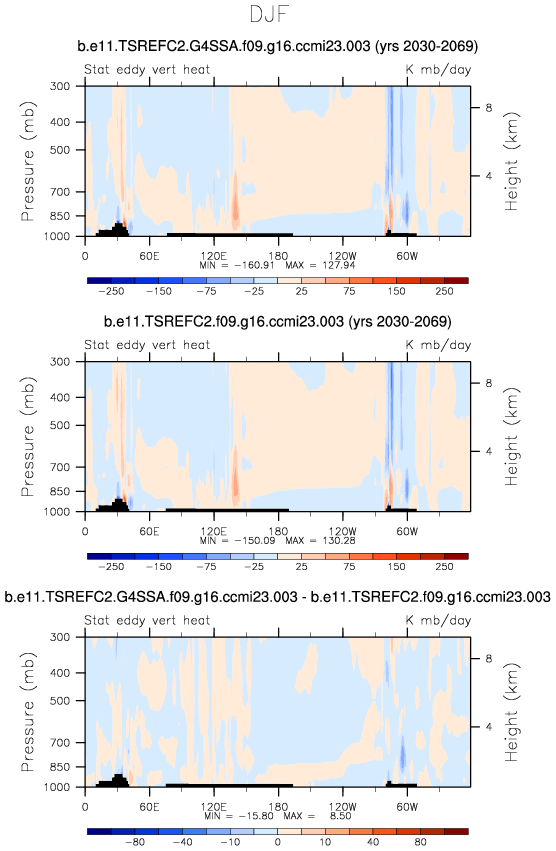 DJF
b.e11.TSREFC2.G4SSA.f09.g16.ccmi23.003 (yrs 2030-2069)
Stat eddy vert heat K mb/day
300
400
500
700
850
1000
Pressure (mb)
8
4
Height (km)
0 60E 120E 180 120W 60W
MIN = -160.91 MAX = 127.94
-250 -150 -75 -25 25 75 150 250
b.e11.TSREFC2.f09.g16.ccmi23.003 (yrs 2030-2069)
Stat eddy vert heat K mb/day
300
400
500
700
850
1000
Pressure (mb)
8
4
Height (km)
0 60E 120E 180 120W 60W
MIN = -150.09 MAX = 130.28
-250 -150 -75 -25 25 75 150 250
b.e11.TSREFC2.G4SSA.f09.g16.ccmi23.003 - b.e11.TSREFC2.f09.g16.ccmi23.003
Stat eddy vert heat K mb/day
300
400
500
700
850
1000
Pressure (mb)
8
4
Height (km)
0 60E 120E 180 120W 60W
MIN = -15.80 MAX = 8.50
-80 -40 -10 0 10 40 80